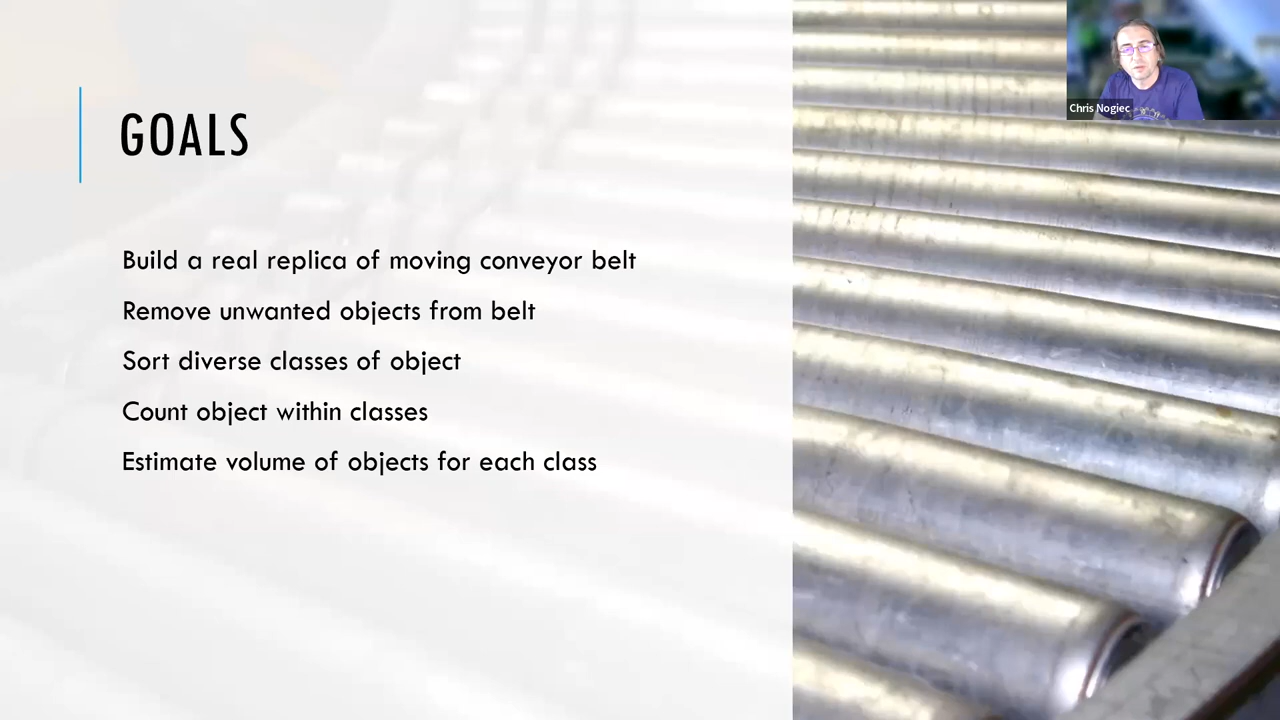 GOALS
Build a real replica of moving conveyor belt
Remove unwanted objects from belt
Sort diverse classes of object
Count object within classes
Estimate volume of objects for each class
Chris Nogiec